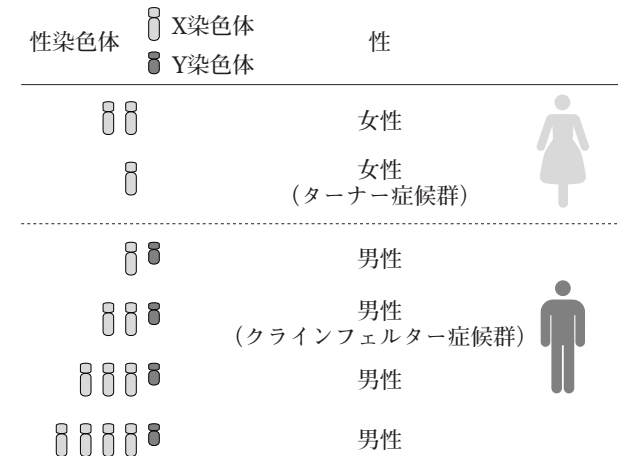 性染色体
X染色体
Y染色体
性
女性
女性
（ターナー症候群）
男性
男性
（クラインフェルター症候群）
男性
男性